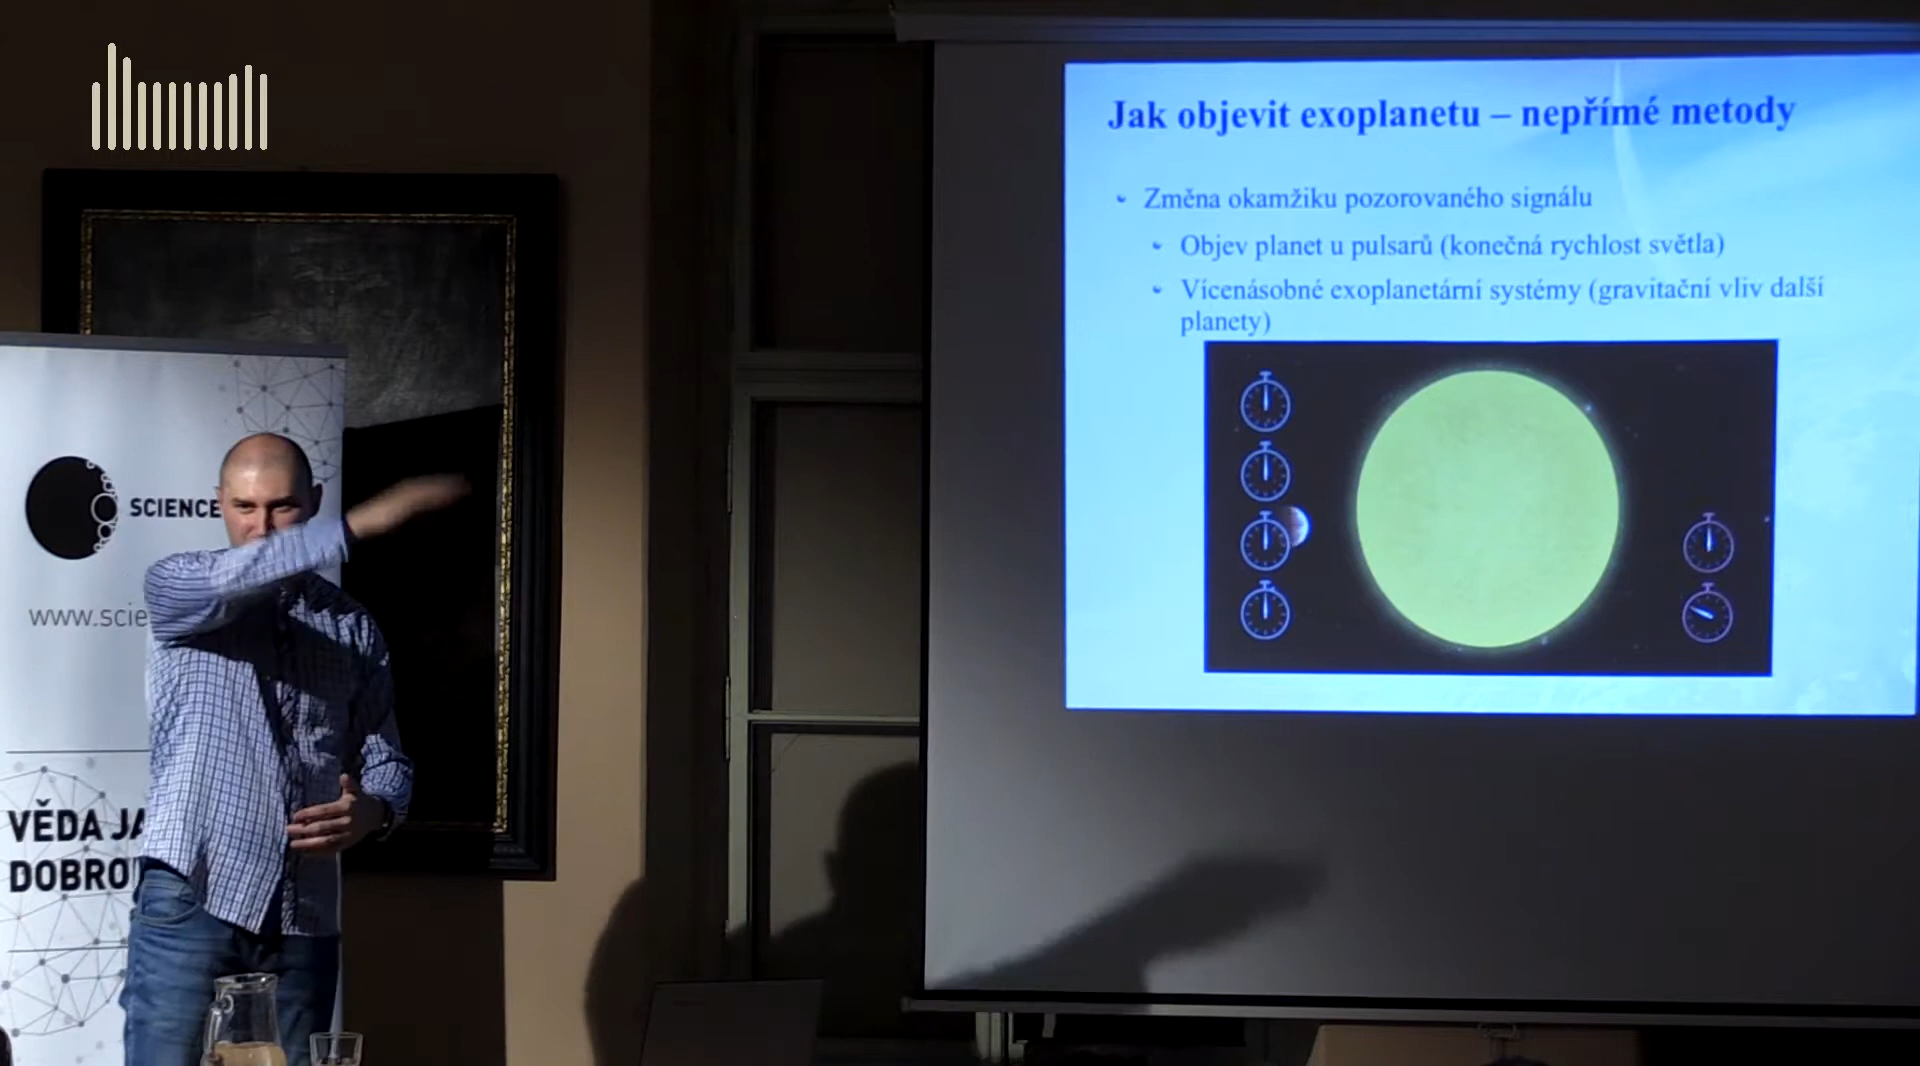 Jak objevit exoplanetu – nepřímé metody
Změna okamžiku pozorovaného signálu
Objev planet u pulsarů (konečná rychlost světla)
Vícenásobné exoplanetární systémy (gravitační vliv další
planety)
SCIENCE
www.scie
VĚDA JA
DOBRO